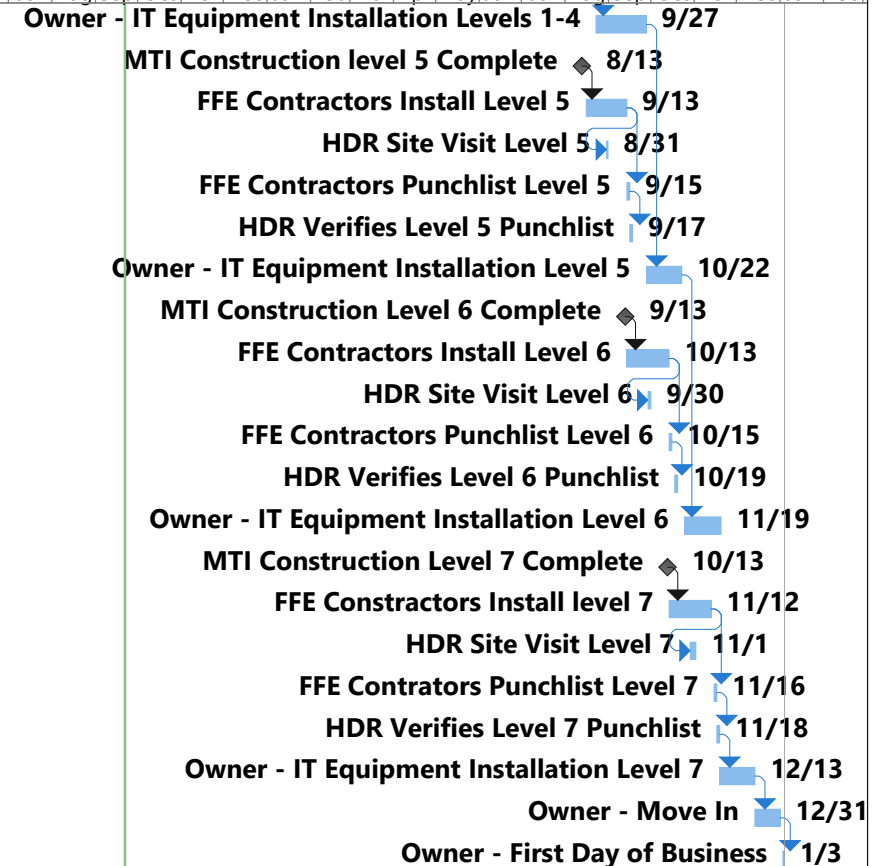 Owner - IT Equipment Installation Levels 1-4 9/27
MTI Construction level 5 Complete 8/13
FFE Contractors Install Level 5 9/13
HDR Site Visit Level 5 8/31
FFE Contractors Punchlist Level 5 9/15
HDR Verifies Level 5 Punchlist 9/17
Owner - IT Equipment Installation Level 5 10/22
MTI Construction Level 6 Complete 9/13
FFE Contractors Install Level 6 10/13
HDR Site Visit Level 6 9/30
FFE Contractors Punchlist Level 6 10/15
HDR Verifies Level 6 Punchlist 10/19
Owner - IT Equipment Installation Level 6 11/19
MTI Construction Level 7 Complete 10/13
FFE Constractors Install level 7 11/12
HDR Site Visit Level 7 11/1
FFE Contrators Punchlist Level 7 11/16
HDR Verifies Level 7 Punchlist 11/18
Owner - IT Equipment Installation Level 7 12/13
Owner - Move In 12/31
Owner - First Day of Business 1/3